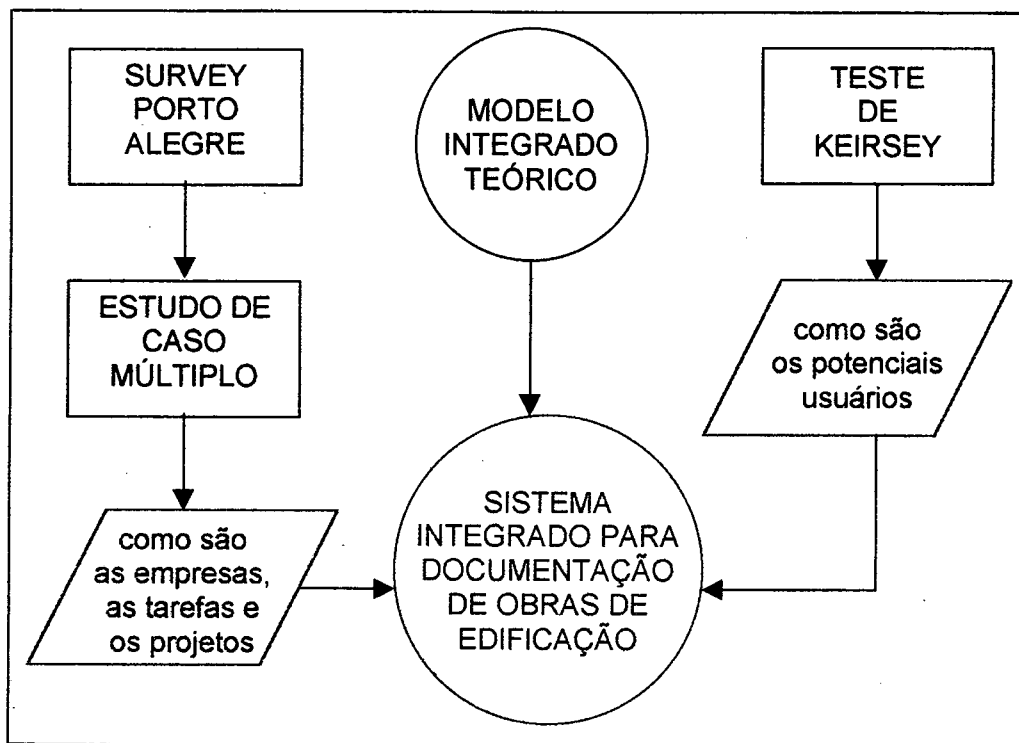 SURVEY
PORTO
ALEGRE
MODELO
INTEGRADO
TEÓRICO
TESTE
DE
KEIRSEY
ESTUDO DE
CASO
MÚLTIPLO
como são
os potenciais
usuários
como são
as empresas,
as tarefas e
os projetos
SISTEMA
INTEGRADO PARA
DOCUMENTAÇÃO
DE OBRAS DE
EDIFICAÇÃO